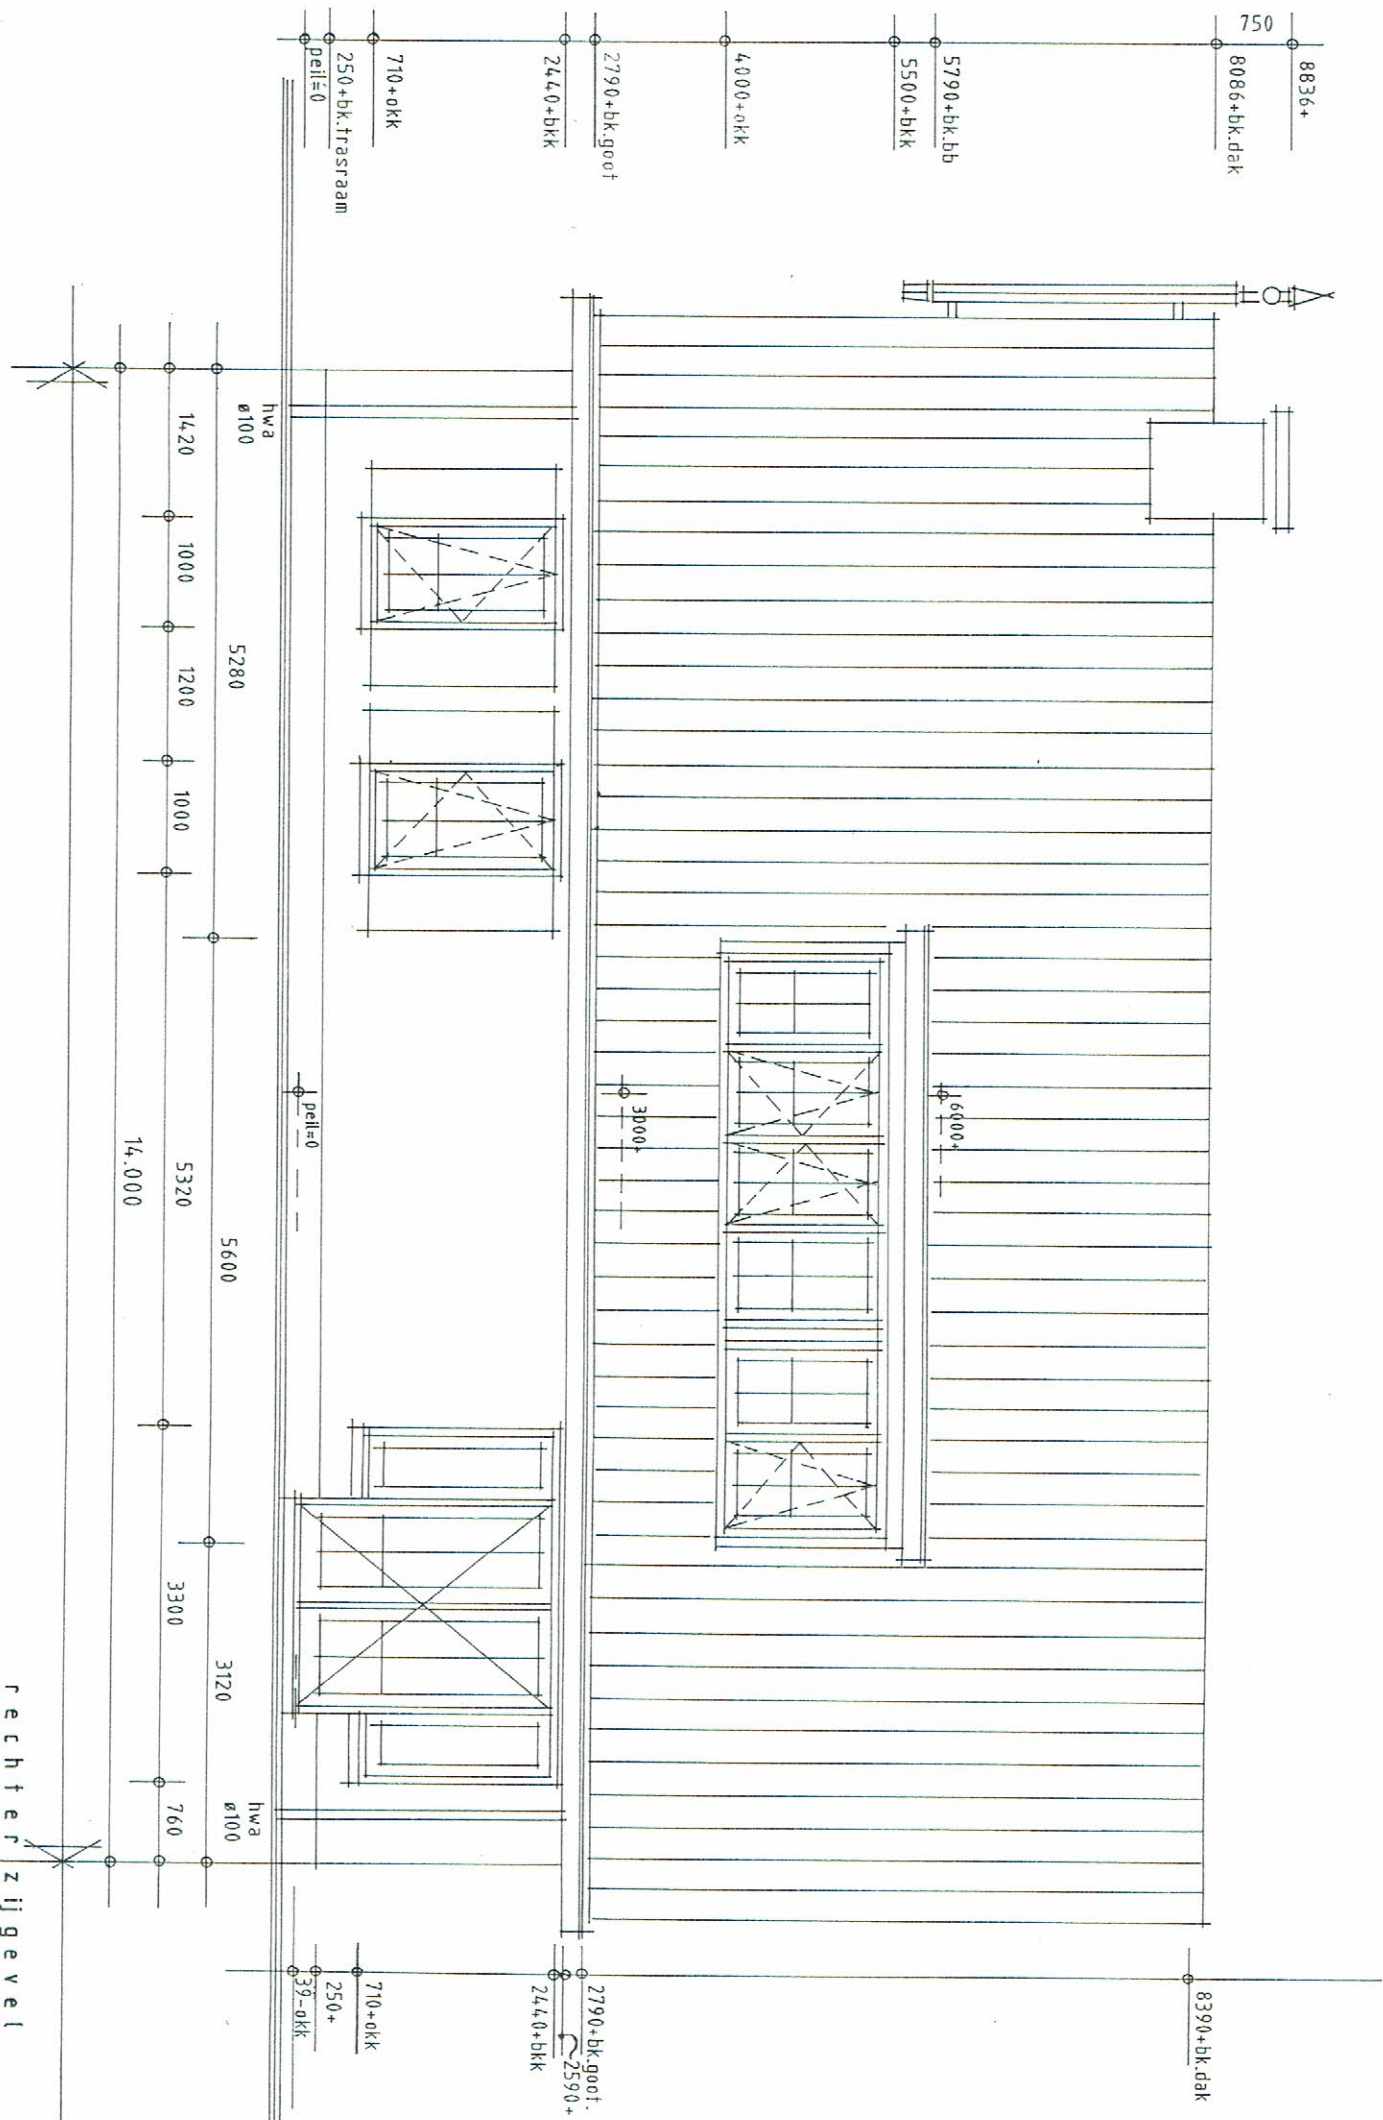 8836+
750
8086+bk.dak
5790+bk.bb
5500+bkk
4000+okk
2790+bk.goot
2440+bkk
710+okk
250+bk.trasraam
peil=0
6000+
3000+
peil=0
hwa
ø100
hwa
ø100
5280
5600
3120
1420
1000
1200
1000
5320
3300
760
14.000
8390+bk.dak
2790+bk.goot.
2590+
2440+bkk
710+okk
250+
39-okk
rechter zijgevel